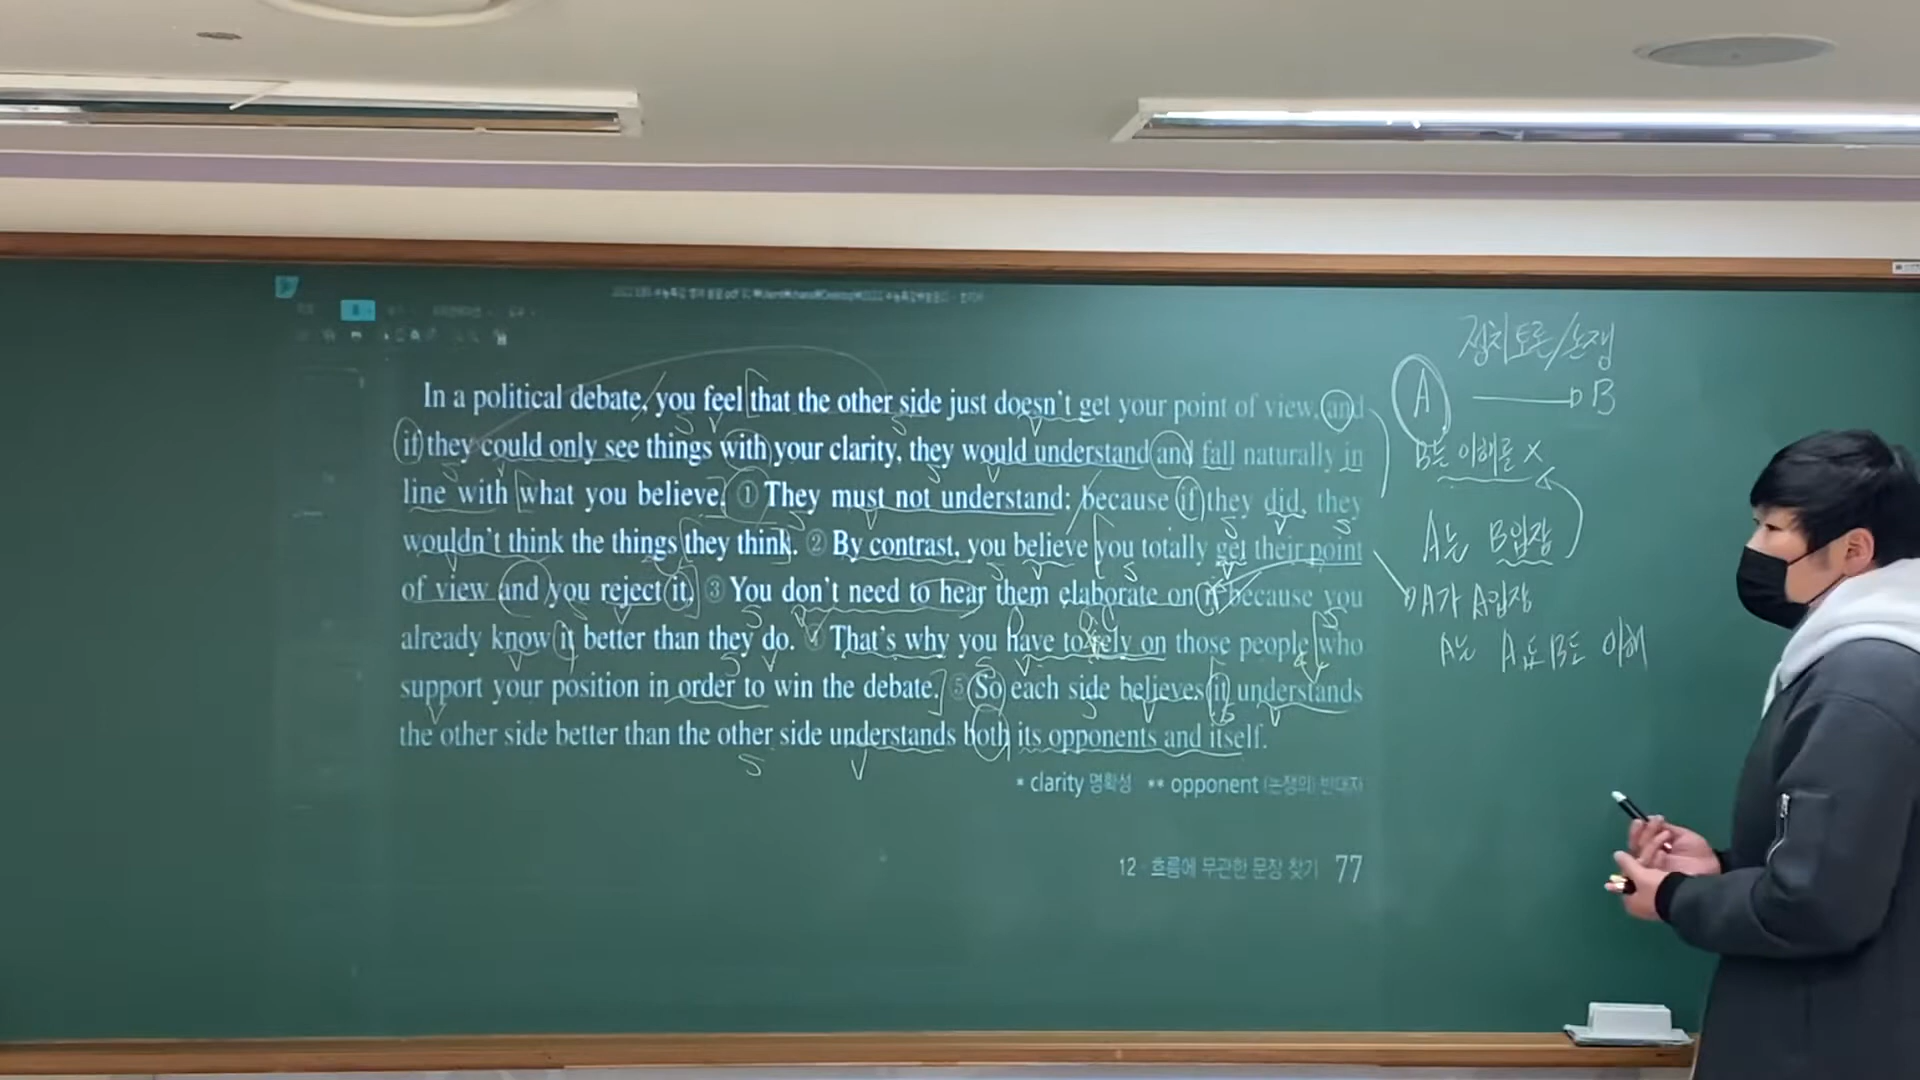 In a political debate, you feel that the other side just doesn't get your point of view, and
if they could only see things with your clarity, they would understand and fall naturally in
line with what you believe. ① They must not understand: because if they did, they
wouldn't think the things they think. ② By contrast, you believe you totally get their point
of view and you reject it. ③ You don't need to hear them elaborate on it because you
already know it better than they do. ④ That's why you have to rely on those people who
support your position in order to win the debate. ⑤ So each side believes it understands
the other side better than the other side understands both its opponents and itself.
* clarity 명확성 ** opponent (논쟁의) 반대자
12 흐름에 무관한 문장 찾기 77
정치토론/논쟁
A → B
B는 이해를 X
A는 B입장
A가 A입장
A는 A도 B도 이해